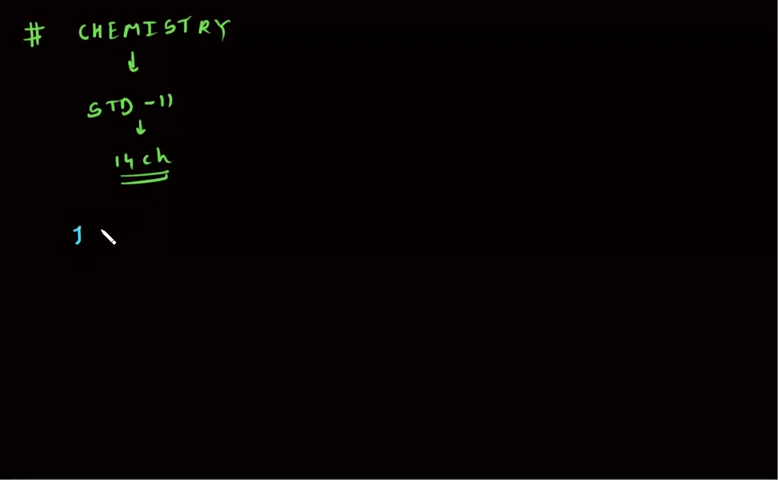 # CHEMISTRY
↓
STD-11
↓
14 ch
1